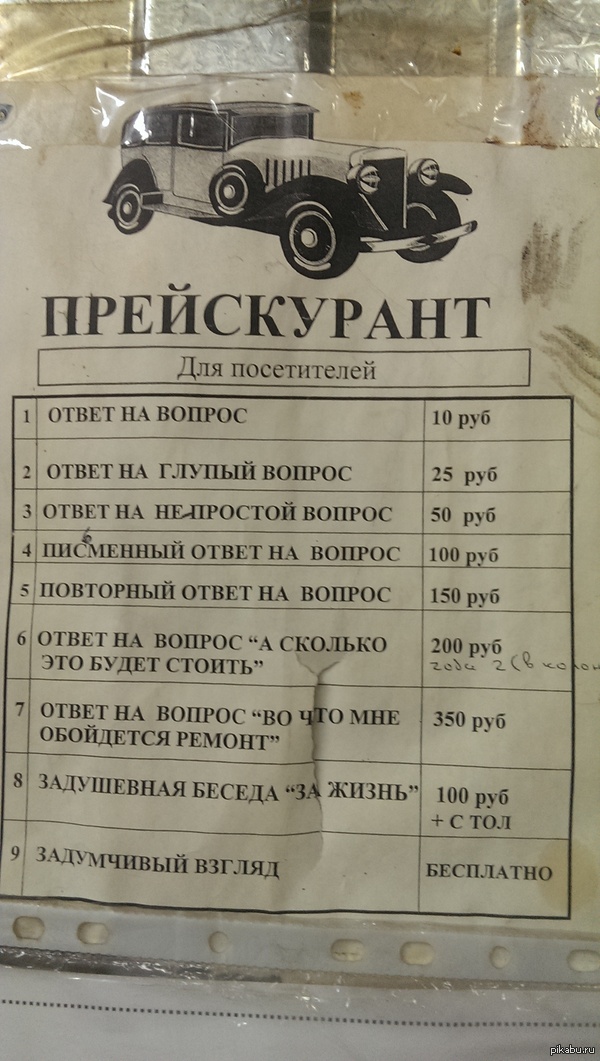 ПРЕЙСКУРАНТ
Для посетителей
1 ОТВЕТ НА ВОПРОС 10 руб
2 ОТВЕТ НА ГЛУПЫЙ ВОПРОС 25 руб
3 ОТВЕТ НА НЕ-ПРОСТОЙ ВОПРОС 50 руб
4 ПИСЬМЕННЫЙ ОТВЕТ НА ВОПРОС 100 руб
5 ПОВТОРНЫЙ ОТВЕТ НА ВОПРОС 150 руб
6 ОТВЕТ НА ВОПРОС “А СКОЛЬКО 200 руб
ЭТО БУДЕТ СТОИТЬ” года 2 (в
7 ОТВЕТ НА ВОПРОС “ВО ЧТО МНЕ 350 руб
ОБОЙДЕТСЯ РЕМОНТ”
8 ЗАДУШЕВНАЯ БЕСЕДА “ЗА ЖИЗНЬ” 100 руб
+ С ТОЛ
9 ЗАДУМЧИВЫЙ ВЗГЛЯД БЕСПЛАТНО
pikabu.ru